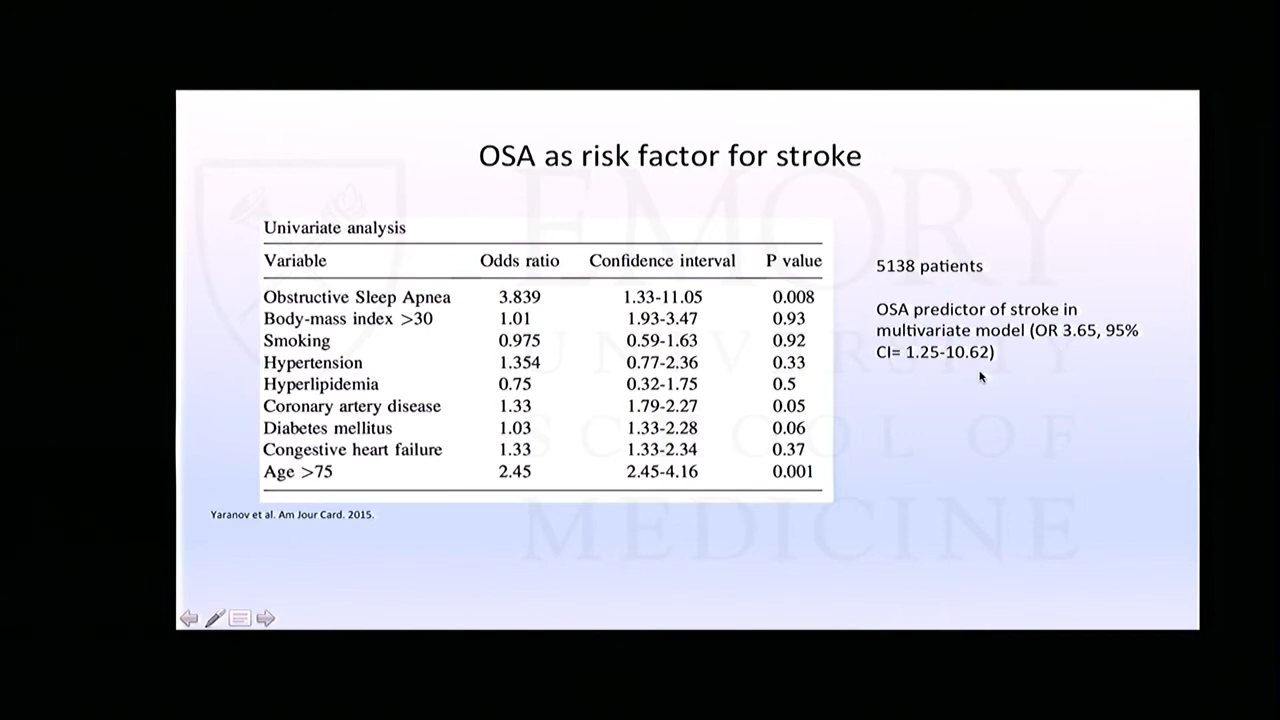 OSA as risk factor for stroke
Univariate analysis
Variable Odds ratio Confidence interval P value
Obstructive Sleep Apnea 3.839 1.33-11.05 0.008
Body-mass index >30 1.01 1.93-3.47 0.93
Smoking 0.975 0.59-1.63 0.92
Hypertension 1.354 0.77-2.36 0.33
Hyperlipidemia 0.75 0.32-1.75 0.5
Coronary artery disease 1.33 1.79-2.27 0.05
Diabetes mellitus 1.03 1.33-2.28 0.06
Congestive heart failure 1.33 1.33-2.34 0.37
Age >75 2.45 2.45-4.16 0.001
5138 patients
OSA predictor of stroke in
multivariate model (OR 3.65, 95%
CI= 1.25-10.62)
Yaranov et al. Am Jour Card. 2015.
EMORY
UNIVERSITY
SCHOOL OF
MEDICINE